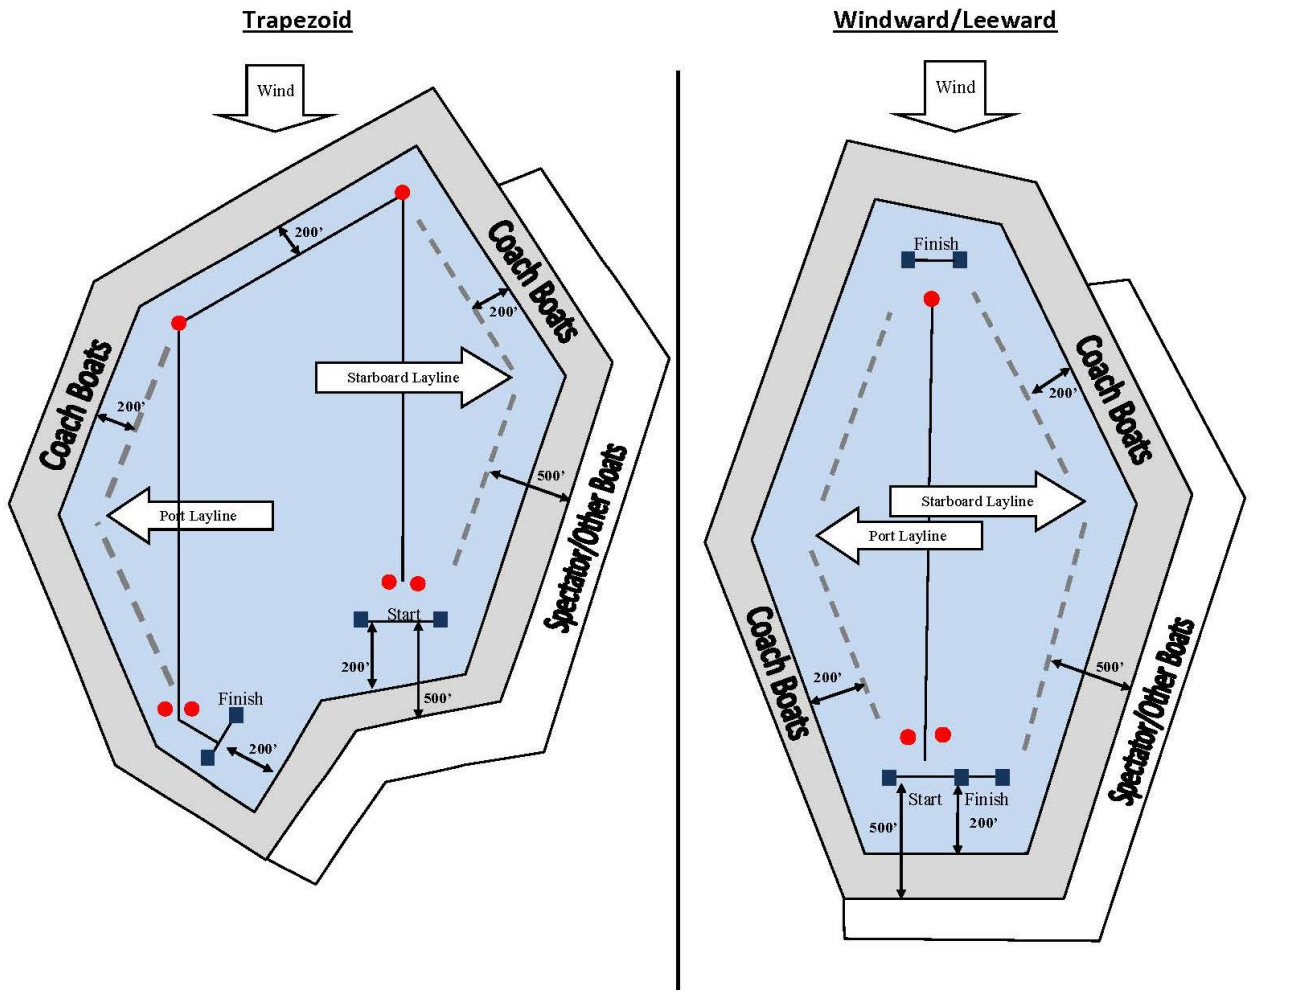 Trapezoid
Wind
200'
Coach Boats
200'
Starboard Layline
Coach Boats
200'
Port Layline
500'
Spectator/Other Boats
Start
200'
500'
Finish
200'
Windward/Leeward
Wind
Finish
Coach Boats
200'
Starboard Layline
Port Layline
Coach Boats
200'
500'
Spectator/Other Boats
Start
Finish
500'
200'